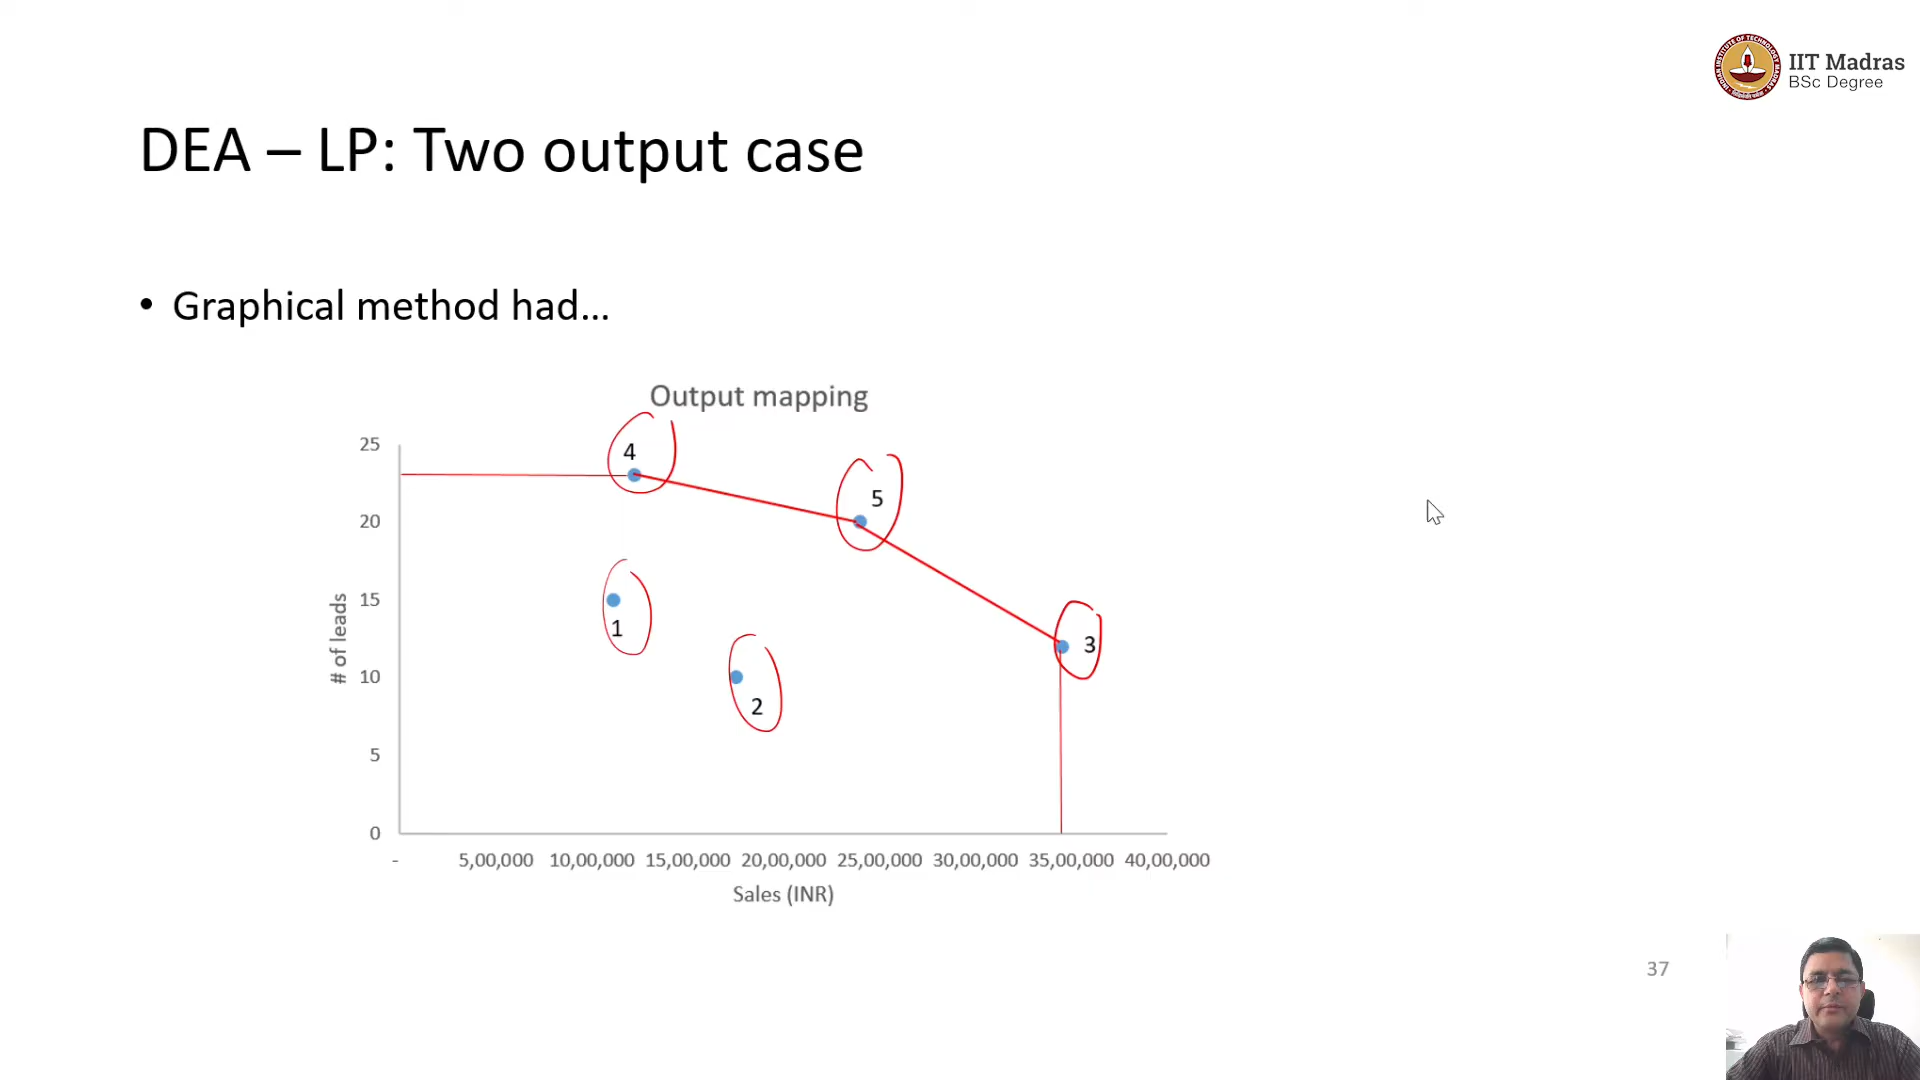 IIT Madras
BSc Degree
DEA – LP: Two output case
• Graphical method had...
Output mapping
25
20
15
10
5
0
# of leads
4
5
1
3
2
- 5,00,000 10,00,000 15,00,000 20,00,000 25,00,000 30,00,000 35,00,000 40,00,000
Sales (INR)
37